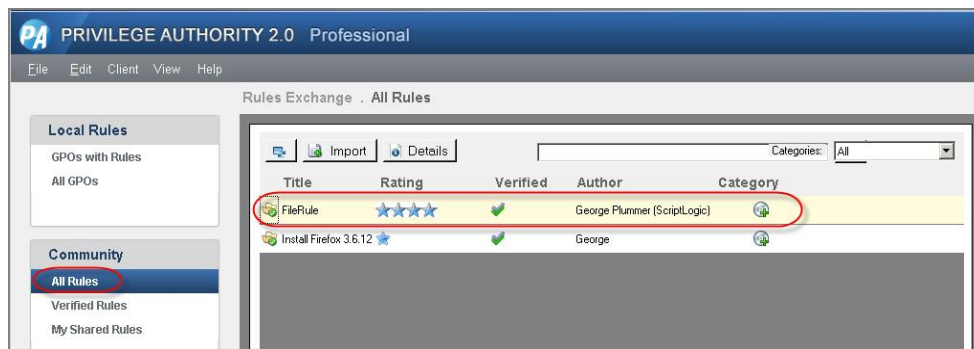 PA PRIVILEGE AUTHORITY 2.0 Professional
File Edit Client View Help
Rules Exchange . All Rules
Local Rules
GPOs with Rules
All GPOs
Community
All Rules
Verified Rules
My Shared Rules
Import Details Categories: All
Title Rating Verified Author Category
FileRule George Plummer (ScriptLogic)
Install Firefox 3.6.12 George